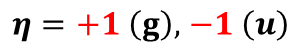 η = +1 (g), −1 (u)